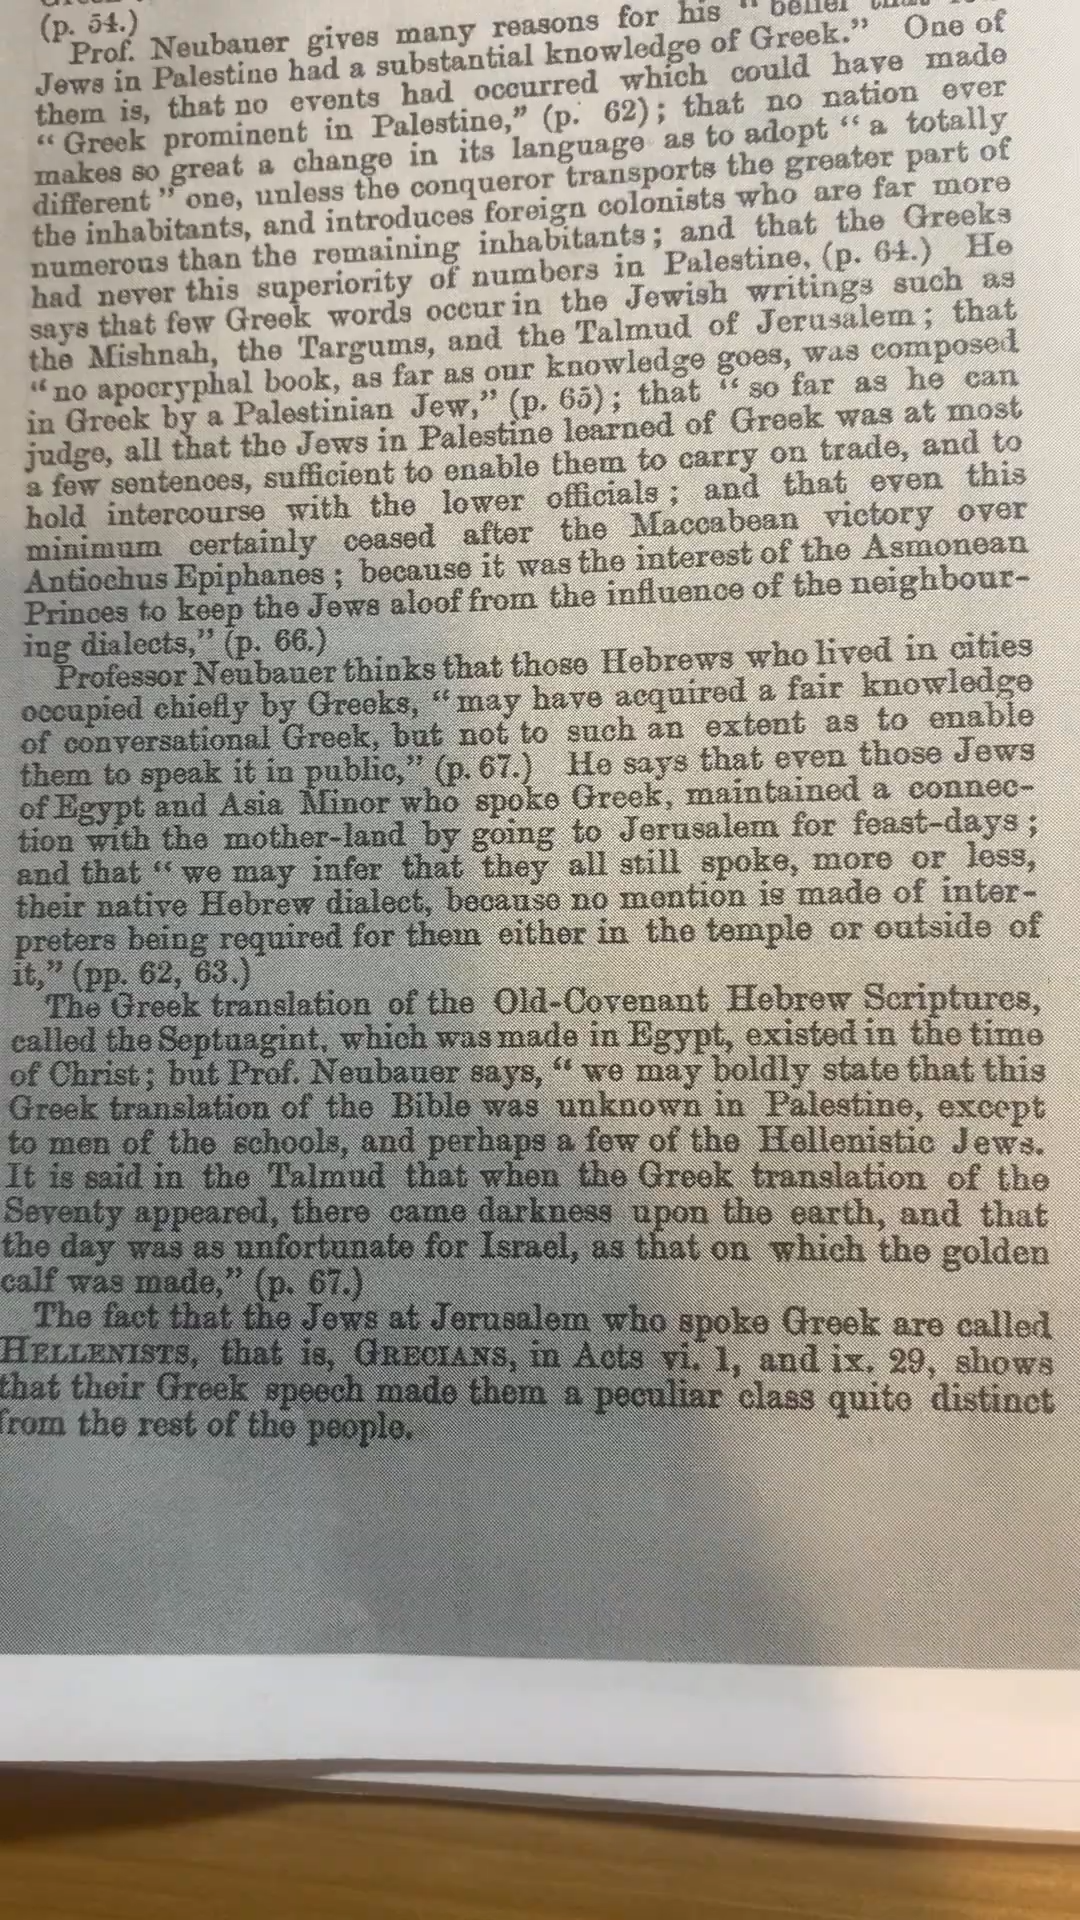 (p. 54.)
Prof. Neubauer gives many reasons for his “ belief that
Jews in Palestine had a substantial knowledge of Greek.” One of
them is, that no events had occurred which could have made
“ Greek prominent in Palestine,” (p. 62); that no nation ever
makes so great a change in its language as to adopt “ a totally
different ” one, unless the conqueror transports the greater part of
the inhabitants, and introduces foreign colonists who are far more
numerous than the remaining inhabitants; and that the Greeks
had never this superiority of numbers in Palestine, (p. 64.) He
says that few Greek words occur in the Jewish writings such as
the Mishnah, the Targums, and the Talmud of Jerusalem; that
“ no apocryphal book, as far as our knowledge goes, was composed
in Greek by a Palestinian Jew,” (p. 65); that “ so far as he can
judge, all that the Jews in Palestine learned of Greek was at most
a few sentences, sufficient to enable them to carry on trade, and to
hold intercourse with the lower officials; and that even this
minimum certainly ceased after the Maccabean victory over
Antiochus Epiphanes; because it was the interest of the Asmonean
Princes to keep the Jews aloof from the influence of the neighbour-
ing dialects,” (p. 66.)
Professor Neubauer thinks that those Hebrews who lived in cities
occupied chiefly by Greeks, “ may have acquired a fair knowledge
of conversational Greek, but not to such an extent as to enable
them to speak it in public,” (p. 67.) He says that even those Jews
of Egypt and Asia Minor who spoke Greek, maintained a connec-
tion with the mother-land by going to Jerusalem for feast-days;
and that “ we may infer that they all still spoke, more or less,
their native Hebrew dialect, because no mention is made of inter-
preters being required for them either in the temple or outside of
it,” (pp. 62, 63.)
The Greek translation of the Old-Covenant Hebrew Scriptures,
called the Septuagint, which was made in Egypt, existed in the time
of Christ; but Prof. Neubauer says, “ we may boldly state that this
Greek translation of the Bible was unknown in Palestine, except
to men of the schools, and perhaps a few of the Hellenistic Jews.
It is said in the Talmud that when the Greek translation of the
Seventy appeared, there came darkness upon the earth, and that
the day was as unfortunate for Israel, as that on which the golden
calf was made,” (p. 67.)
The fact that the Jews at Jerusalem who spoke Greek are called
HELLENISTS, that is, GRECIANS, in Acts vi. 1, and ix. 29, shows
that their Greek speech made them a peculiar class quite distinct
from the rest of the people.